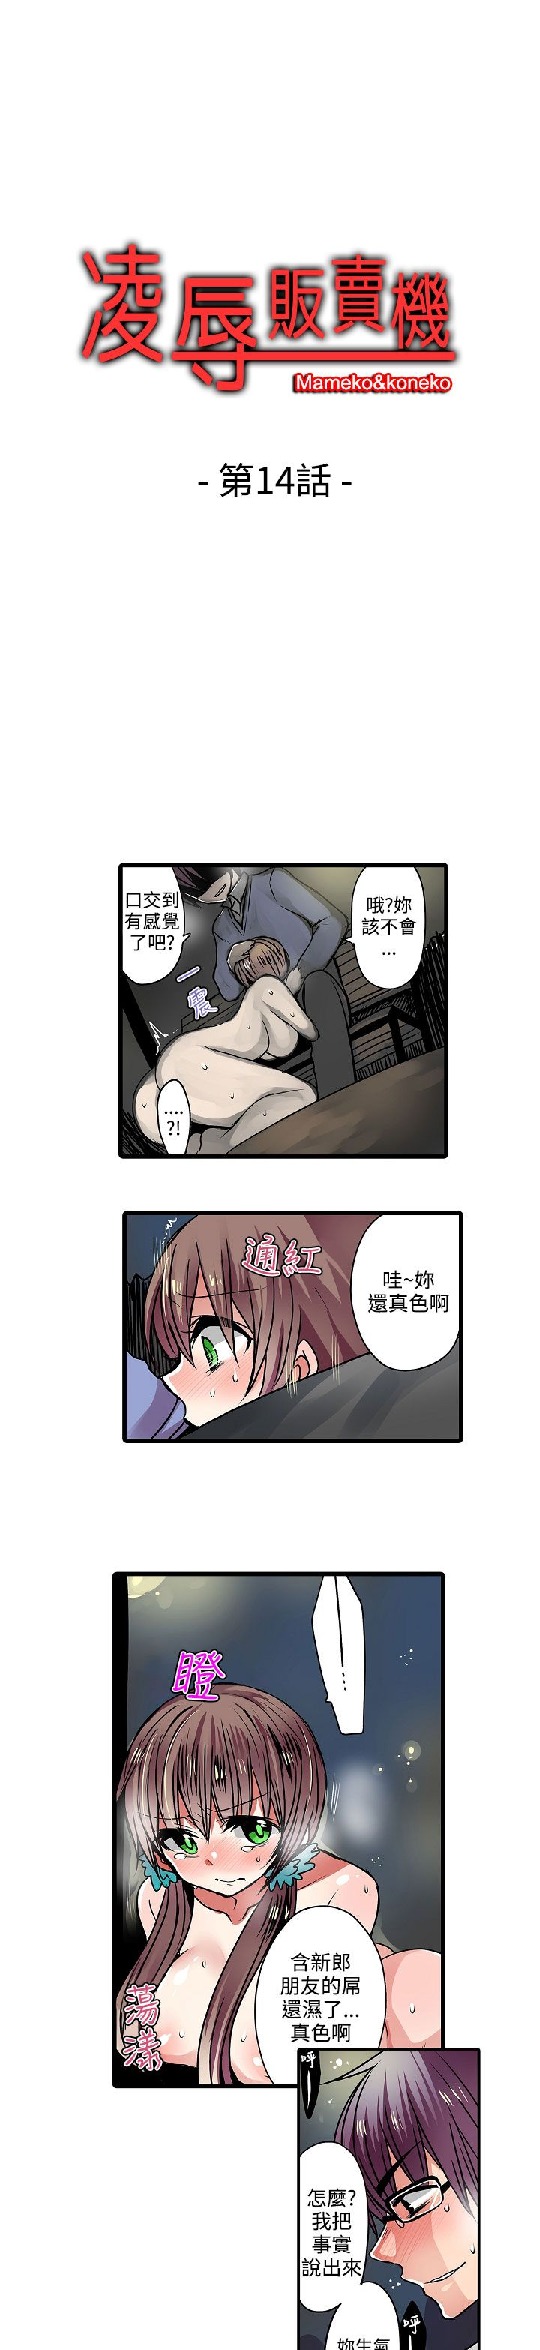 凌辱販賣機
Mameko&koneko
- 第14話 -
哦?妳
該不會
...
口交到
有感覺
了吧?
震
....
?!
通紅
哇~妳
還真色啊
...
瞪
含新郎
朋友的屌
還濕了...
真色啊
蕩漾
呼
怎麼?
我把
事實
說出來
呼
妳生氣